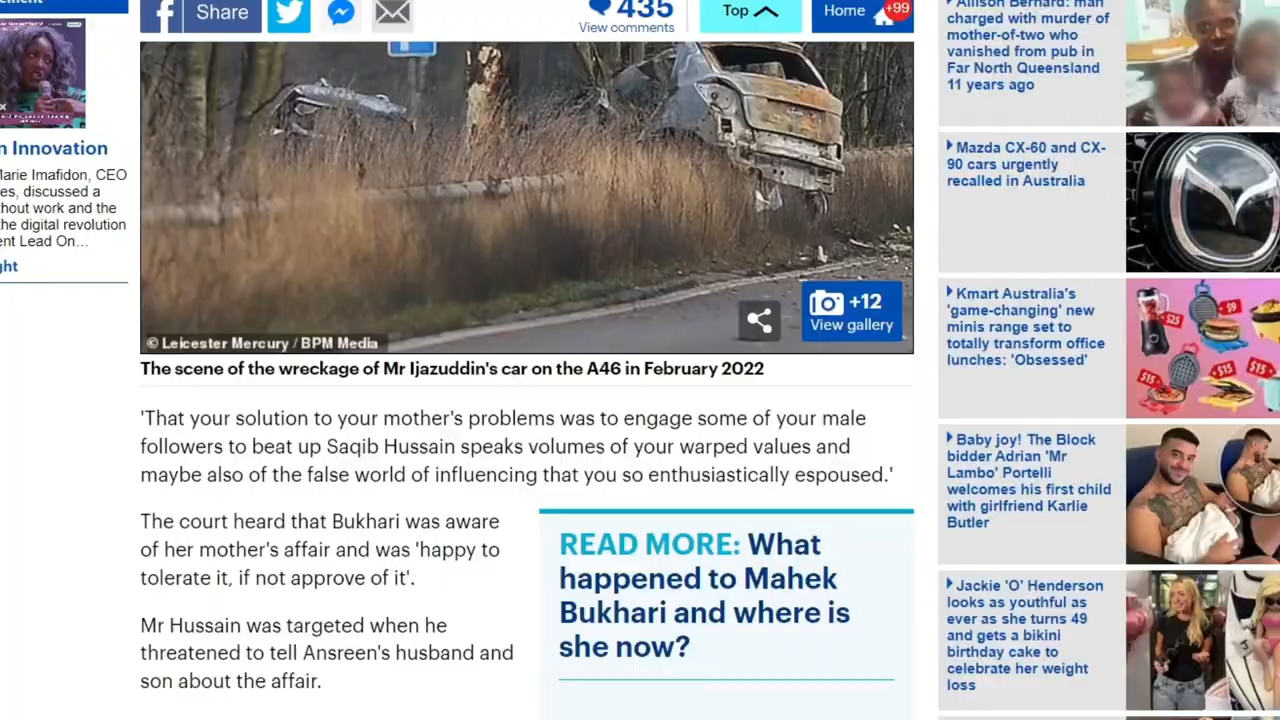 ement
Share
435
View comments
Top
Home
+99
n Innovation
Marie Imafidon, CEO
es, discussed a
hout work and the
he digital revolution
ent Lead On...
ght
+12
View gallery
© Leicester Mercury / BPM Media
The scene of the wreckage of Mr Ijazuddin's car on the A46 in February 2022
'That your solution to your mother's problems was to engage some of your male
followers to beat up Saqib Hussain speaks volumes of your warped values and
maybe also of the false world of influencing that you so enthusiastically espoused.'
The court heard that Bukhari was aware
of her mother's affair and was 'happy to
tolerate it, if not approve of it'.
Mr Hussain was targeted when he
threatened to tell Ansreen's husband and
son about the affair.
READ MORE: What
happened to Mahek
Bukhari and where is
she now?
Allison Bernard: man
charged with murder of
mother-of-two who
vanished from pub in
Far North Queensland
11 years ago
Mazda CX-60 and CX-
90 cars urgently
recalled in Australia
Kmart Australia's
'game-changing' new
minis range set to
totally transform office
lunches: 'Obsessed'
$25
$9
$15
$15
$15
Baby joy! The Block
bidder Adrian 'Mr
Lambo' Portelli
welcomes his first child
with girlfriend Karlie
Butler
Jackie 'O' Henderson
looks as youthful as
ever as she turns 49
and gets a bikini
birthday cake to
celebrate her weight
loss